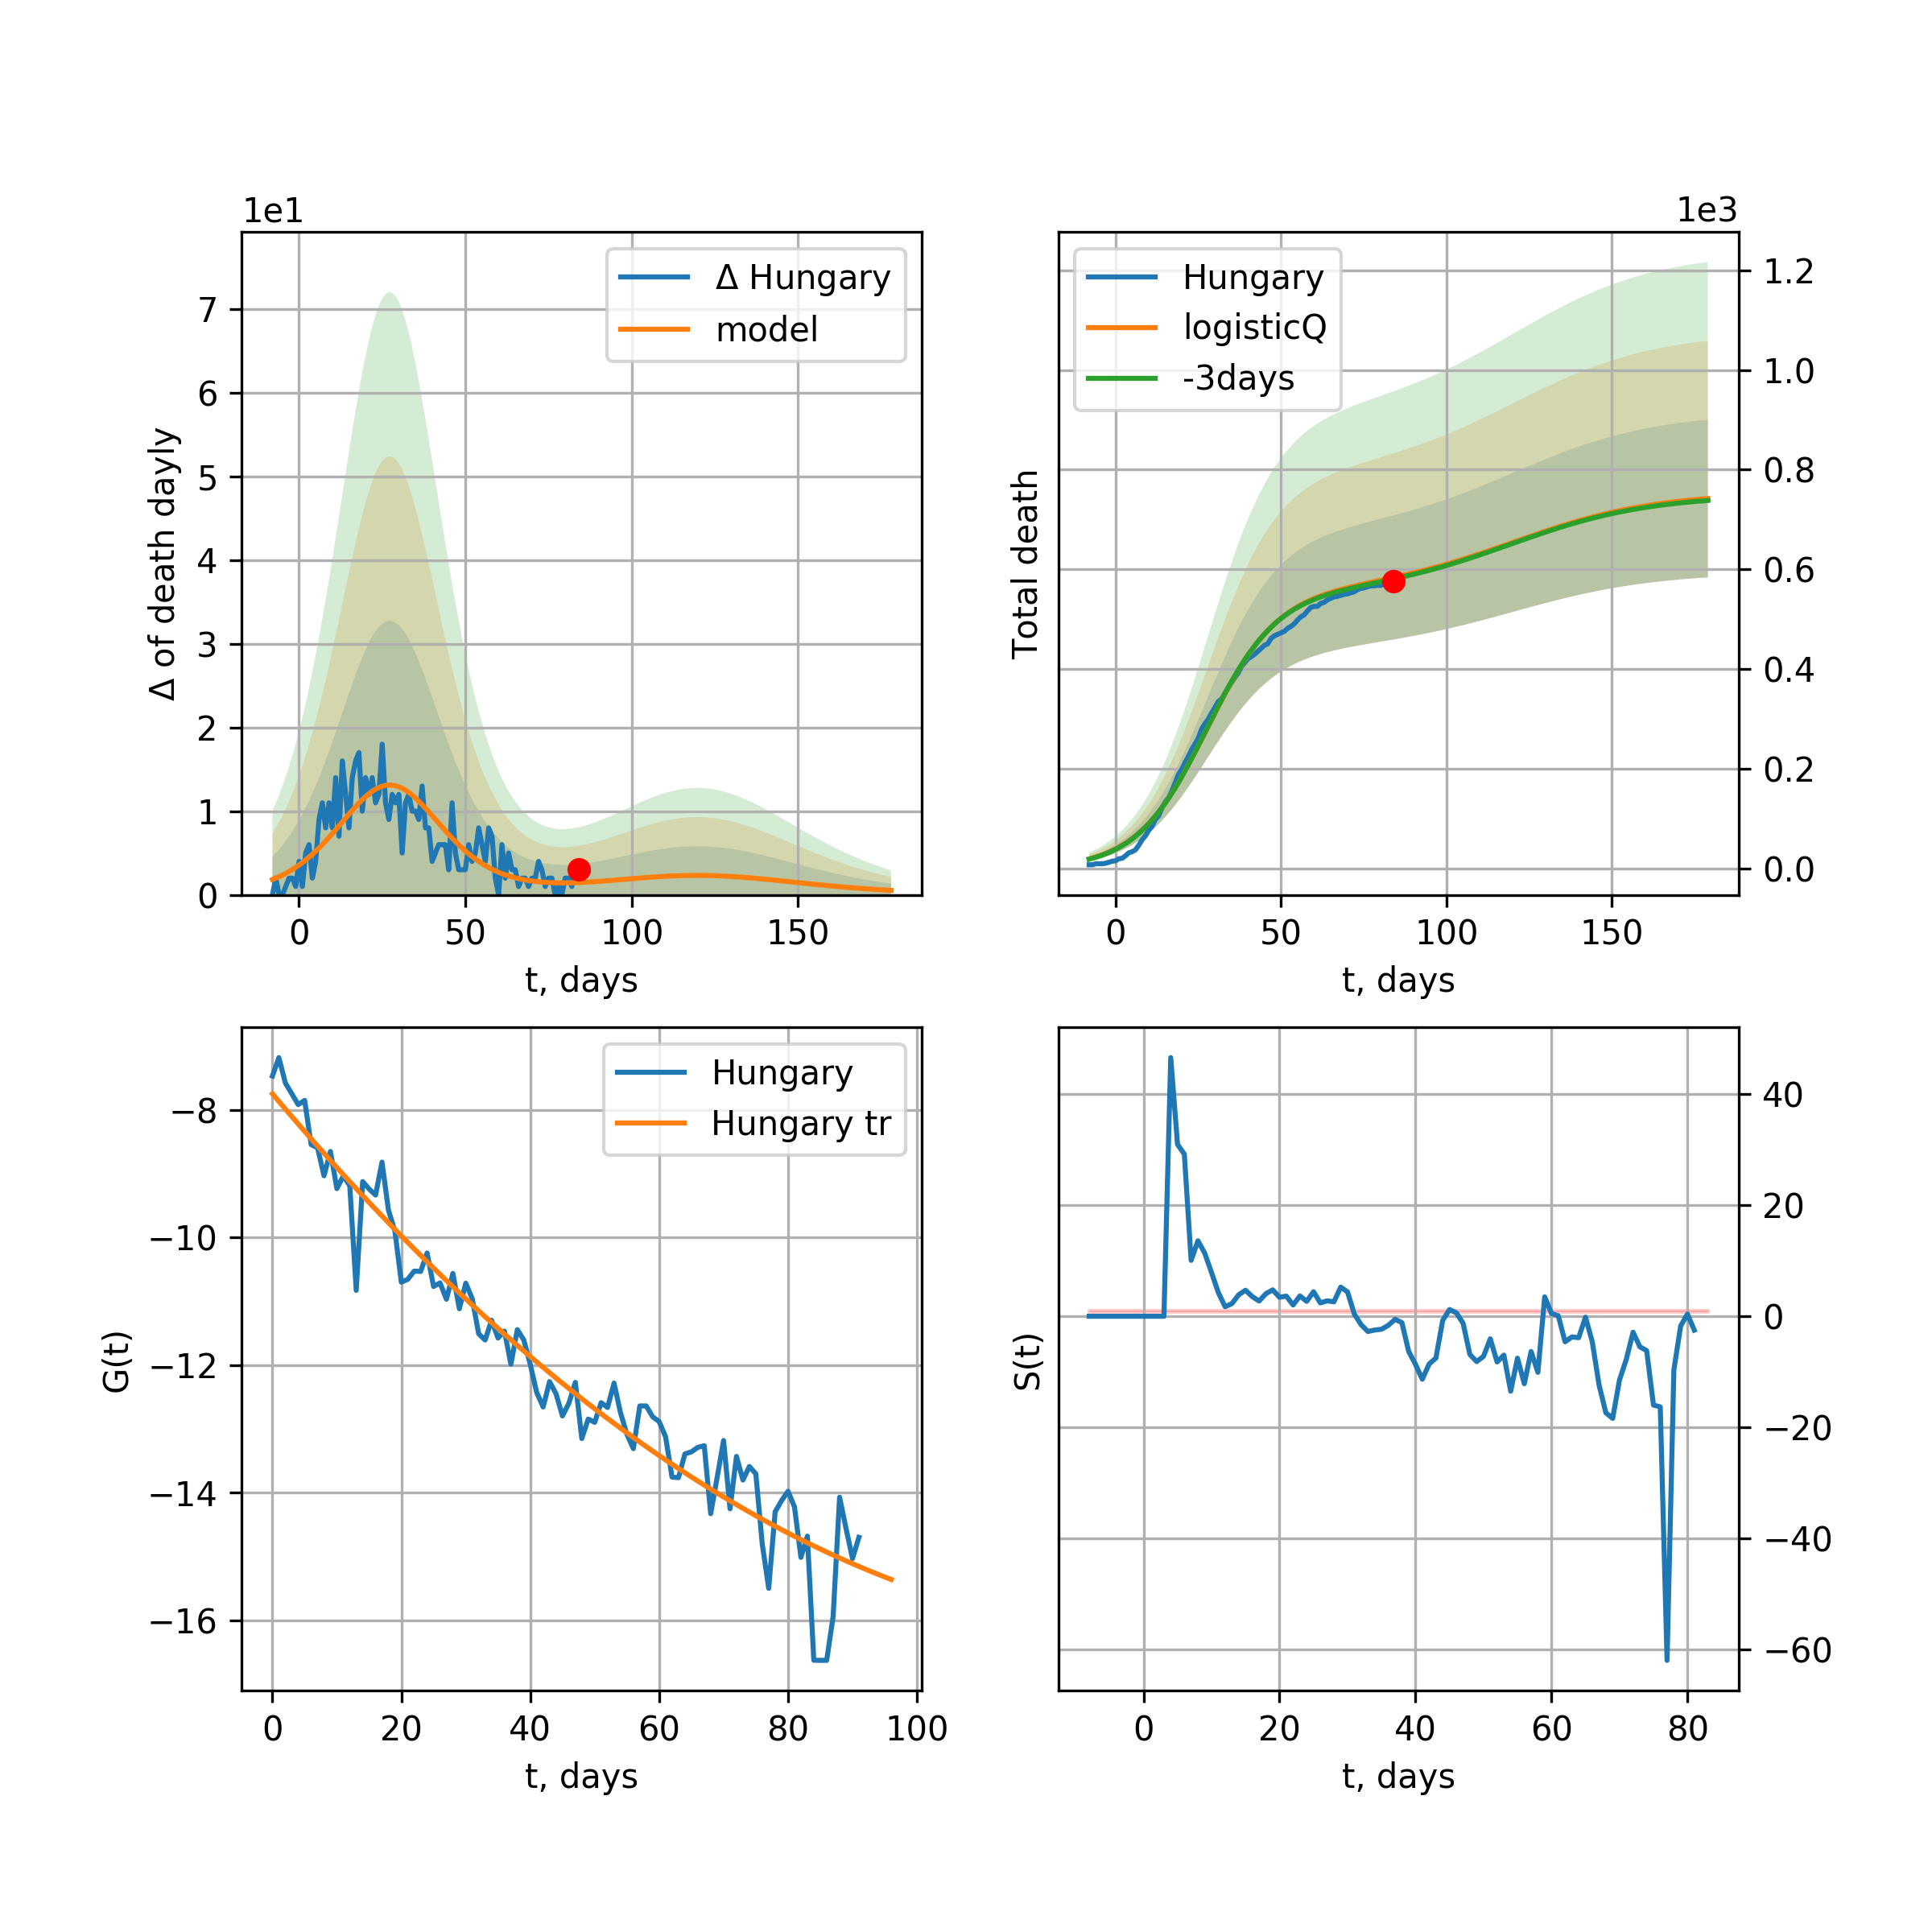 1e1
Δ Hungary
model
7
6
5
4
3
2
1
0
Δ of death dayly
0 50 100 150
t, days
1e3
Hungary
logisticQ
-3days
1.2
1.0
0.8
0.6
0.4
0.2
0.0
Total death
0 50 100 150
t, days
Hungary
Hungary tr
−8
−10
−12
−14
−16
G(t)
0 20 40 60 80 100
t, days
40
20
0
−20
−40
−60
S(t)
0 20 40 60 80
t, days